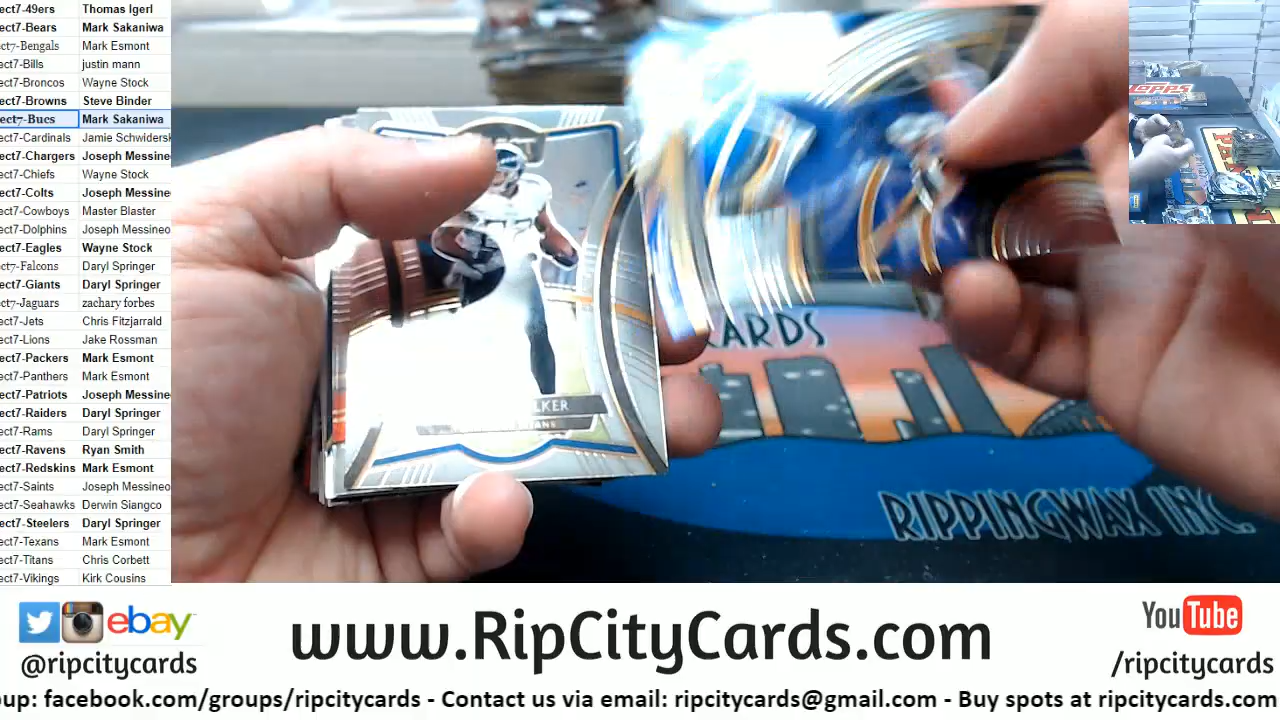 ect7-49ers Thomas Igerl
ect7-Bears Mark Sakaniwa
ect7-Bengals Mark Esmont
ect7-Bills justin mann
ect7-Broncos Wayne Stock
ect7-Browns Steve Binder
ect7-Bucs Mark Sakaniwa
ect7-Cardinals Jamie Schwidersk
ect7-Chargers Joseph Messine
ect7-Chiefs Wayne Stock
ect7-Colts Joseph Messine
ect7-Cowboys Master Blaster
ect7-Dolphins Joseph Messineo
ect7-Eagles Wayne Stock
ect7-Falcons Daryl Springer
ect7-Giants Daryl Springer
ect7-Jaguars zachary forbes
ect7-Jets Chris Fitzjarrald
ect7-Lions Jake Rossman
ect7-Packers Mark Esmont
ect7-Panthers Mark Esmont
ect7-Patriots Joseph Messine
ect7-Raiders Daryl Springer
ect7-Rams Daryl Springer
ect7-Ravens Ryan Smith
ect7-Redskins Mark Esmont
ect7-Saints Joseph Messineo
ect7-Seahawks Derwin Siangco
ect7-Steelers Daryl Springer
ect7-Texans Mark Esmont
ect7-Titans Chris Corbett
ect7-Vikings Kirk Cousins
LKER
TANS
CARDS
RIPPINGWAX INC.
TOPPS
ebay
@ripcitycards
www.RipCityCards.com
YouTube
/ripcitycards
oup: facebook.com/groups/ripcitycards - Contact us via email: ripcitycards@gmail.com - Buy spots at ripcitycards.com